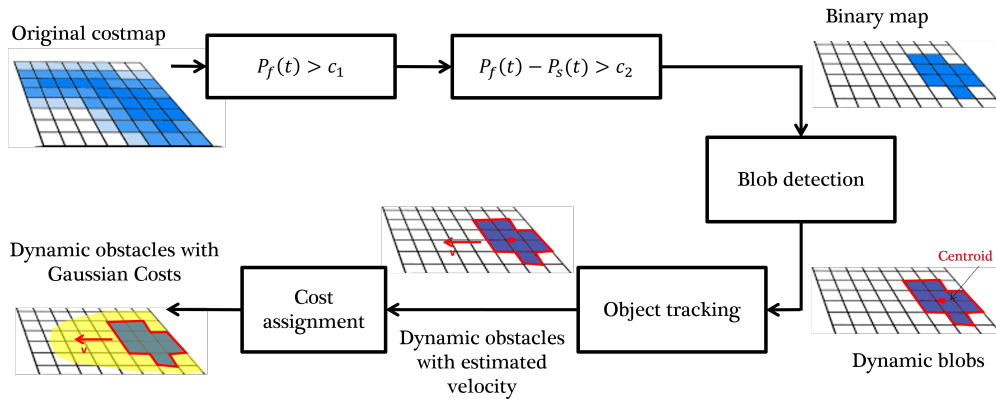 Original costmap
P_f(t) > c_1
P_f(t) − P_s(t) > c_2
Binary map
Blob detection
Centroid
Dynamic blobs
Object tracking
v
Dynamic obstacles
with estimated
velocity
Cost
assignment
Dynamic obstacles with
Gaussian Costs
v